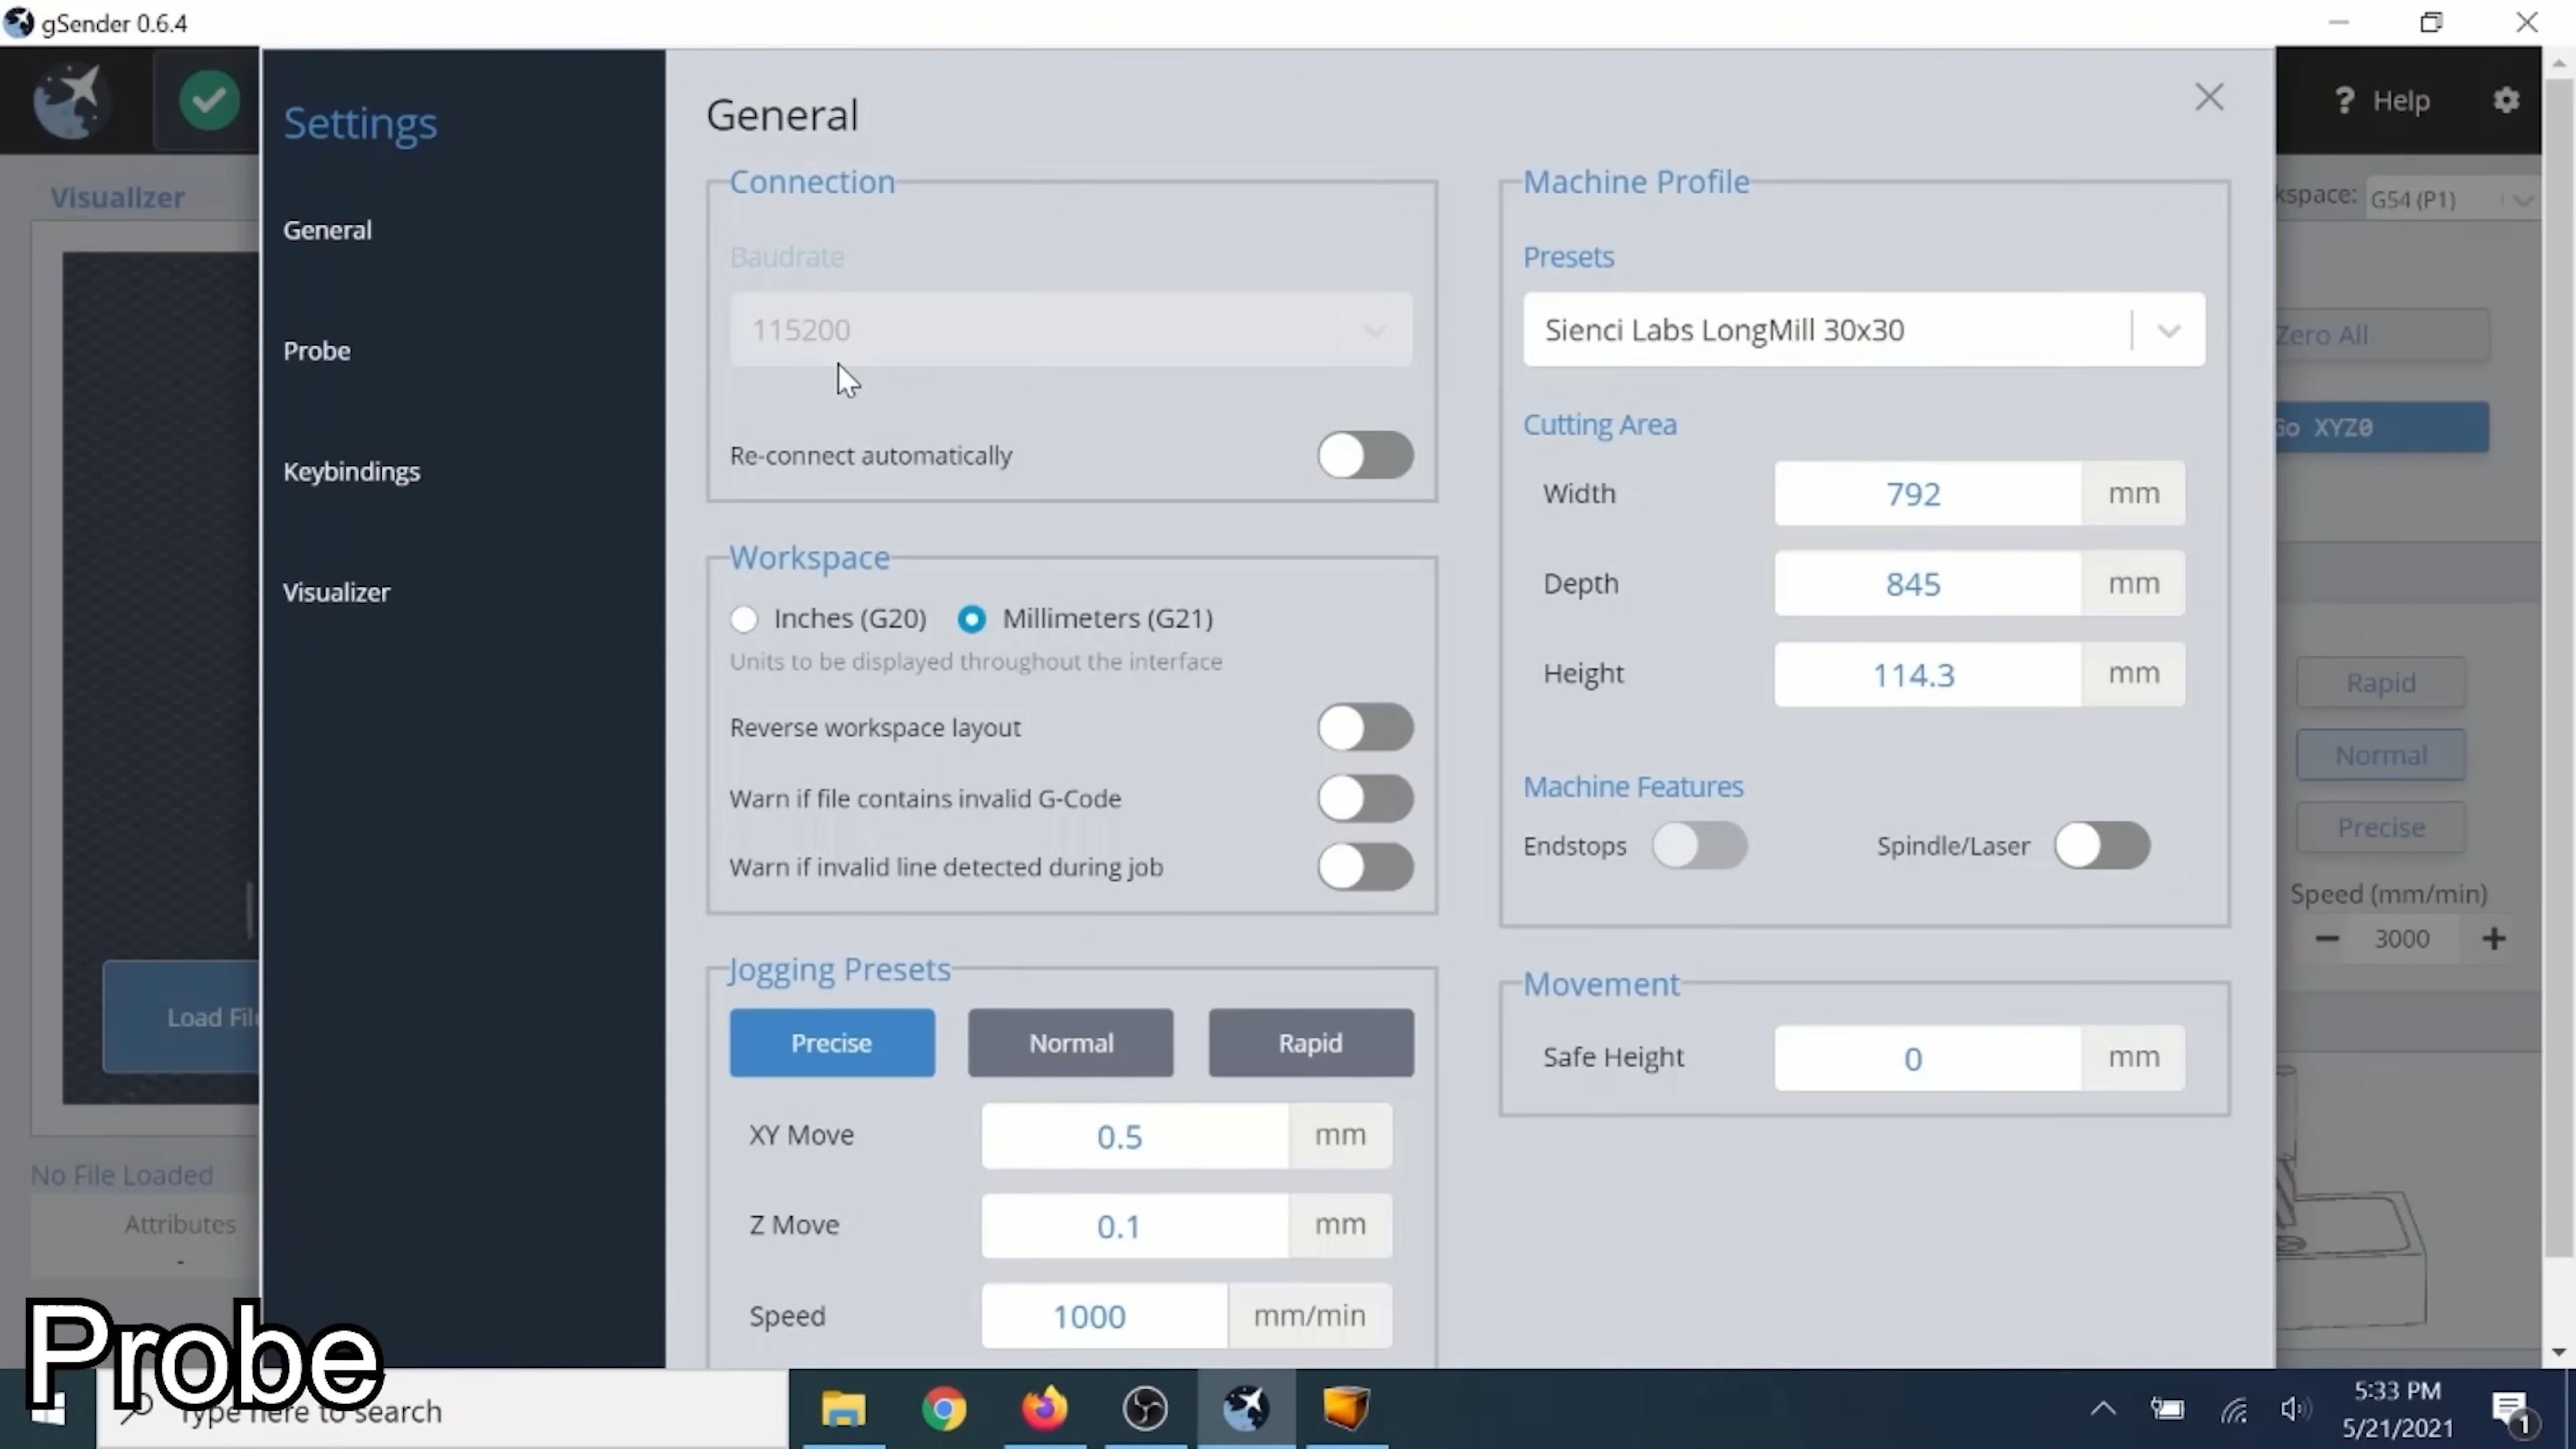 gSender 0.6.4
Settings
General
Probe
Keybindings
Visualizer
General
Connection
Baudrate
115200
Re-connect automatically
Workspace
Inches (G20)
Millimeters (G21)
Units to be displayed throughout the interface
Reverse workspace layout
Warn if file contains invalid G-Code
Warn if invalid line detected during job
Jogging Presets
Precise
Normal
Rapid
XY Move
0.5
mm
Z Move
0.1
mm
Speed
1000
mm/min
Machine Profile
Presets
Sienci Labs LongMill 30x30
Cutting Area
Width
792
mm
Depth
845
mm
Height
114.3
mm
Machine Features
Endstops
Spindle/Laser
Movement
Safe Height
0
mm
Visualizer
Load File
No File Loaded
Attributes
-
? Help
kspace:
G54 (P1)
Zero All
Go XYZ0
Rapid
Normal
Precise
Speed (mm/min)
3000
Probe
Type here to search
5:33 PM
5/21/2021
1